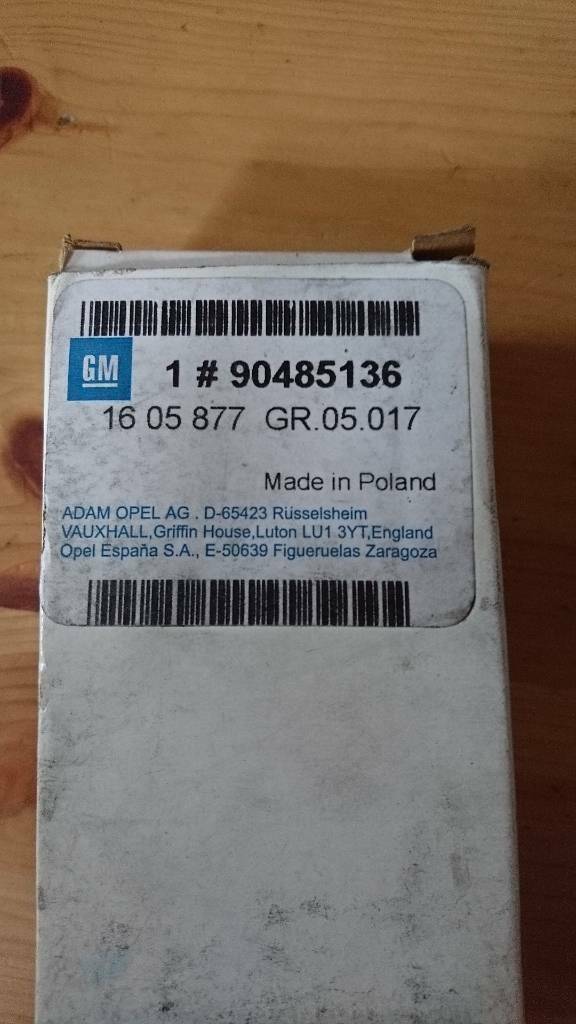 GM
1 # 90485136
16 05 877 GR.05.017
Made in Poland
ADAM OPEL AG . D-65423 Rüsselsheim
VAUXHALL,Griffin House,Luton LU1 3YT,England
Opel España S.A., E-50639 Figueruelas Zaragoza